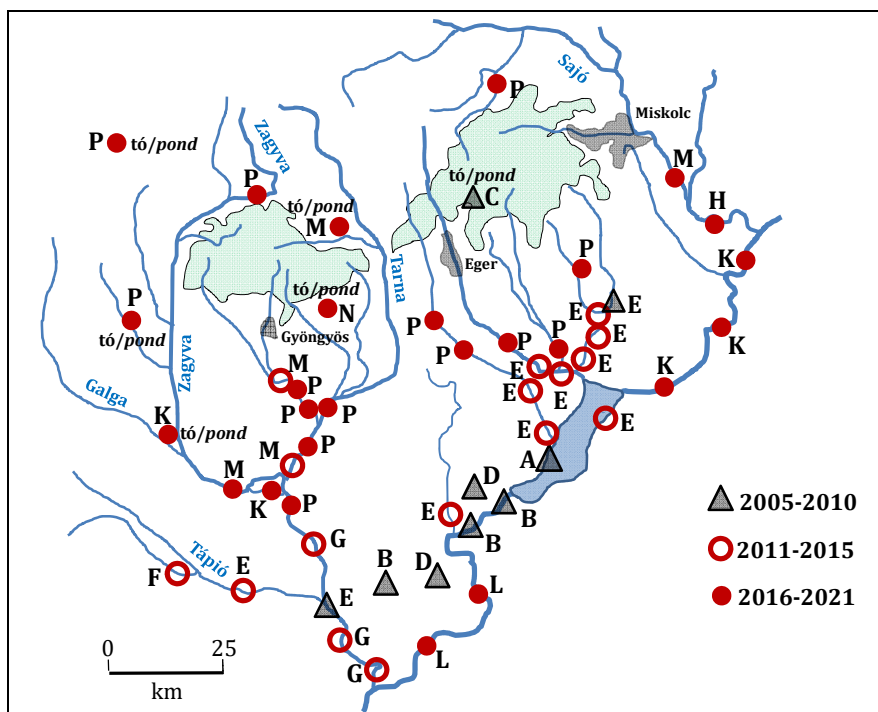 Sajó
P
Miskolc
Zagyva
P
tó/pond
M
tó/pond
P
C
tó/pond
H
M
Tarna
Eger
P
K
P
tó/pond
tó/pond
N
E
E
Gyöngyös
P
P
P
E
K
P
E
Zagyva
M
P
E
E
K
Galga
E
P
P
K
tó/pond
E
E
M
P
A
M
D
K
P
E
B
B
2005-2010
G
2011-2015
Tápió
B
D
F
E
2016-2021
E
L
0
25
G
L
km
G